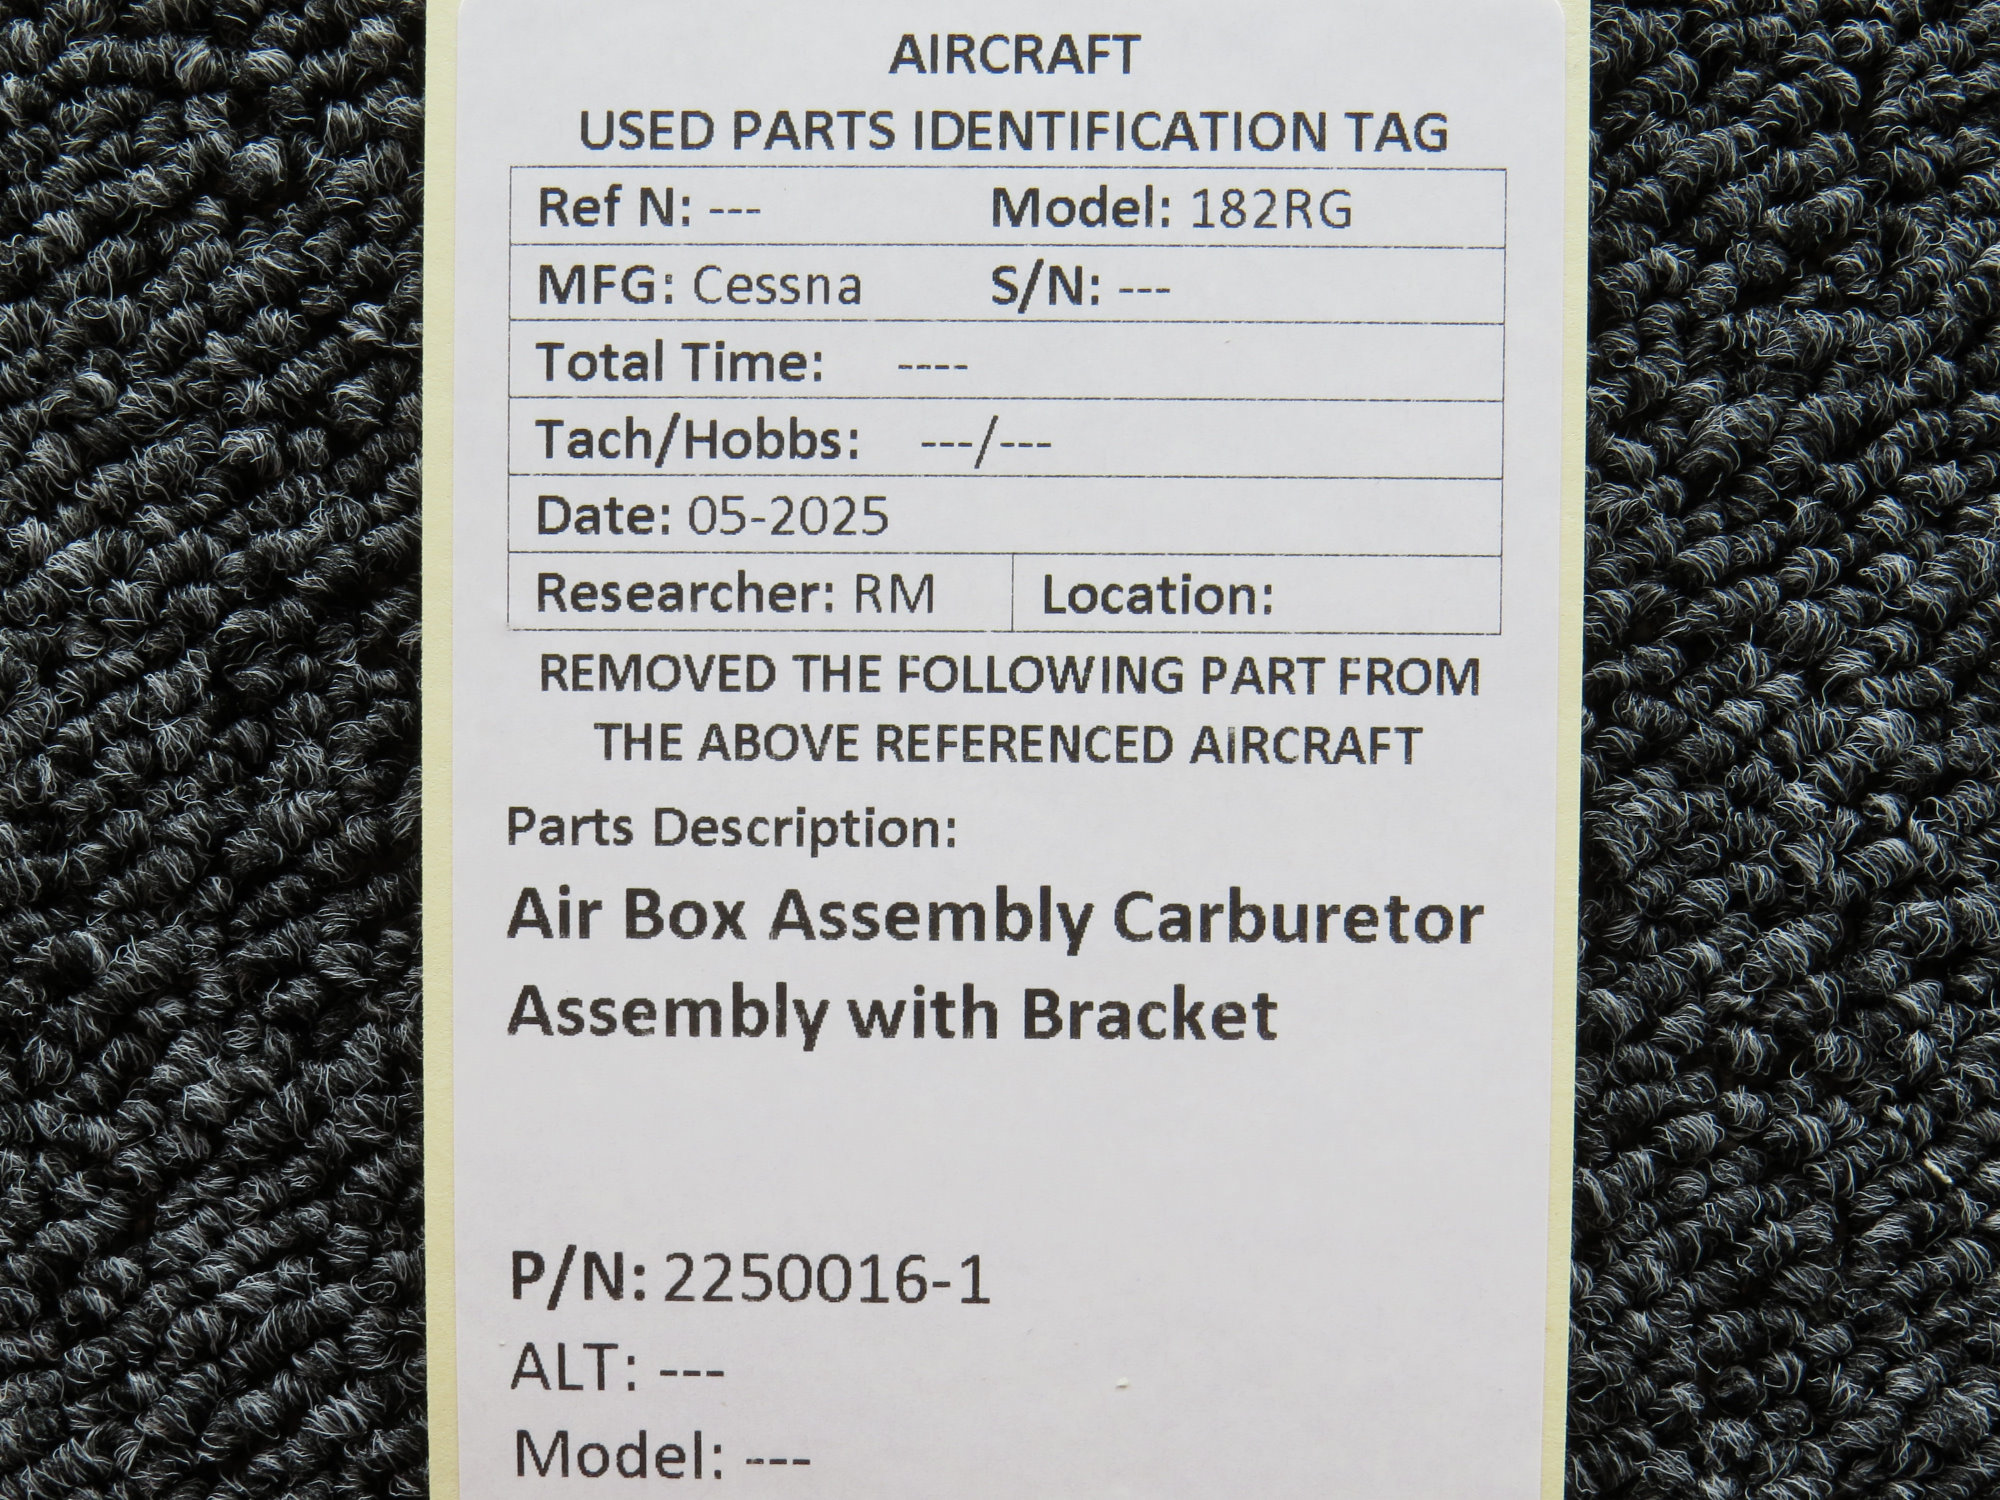 AIRCRAFT
USED PARTS IDENTIFICATION TAG
Ref N: --- Model: 182RG
MFG: Cessna S/N: ---
Total Time: ----
Tach/Hobbs: ---/---
Date: 05-2025
Researcher: RM Location:
REMOVED THE FOLLOWING PART FROM
THE ABOVE REFERENCED AIRCRAFT
Parts Description:
Air Box Assembly Carburetor
Assembly with Bracket
P/N: 2250016-1
ALT: ---
Model: ---